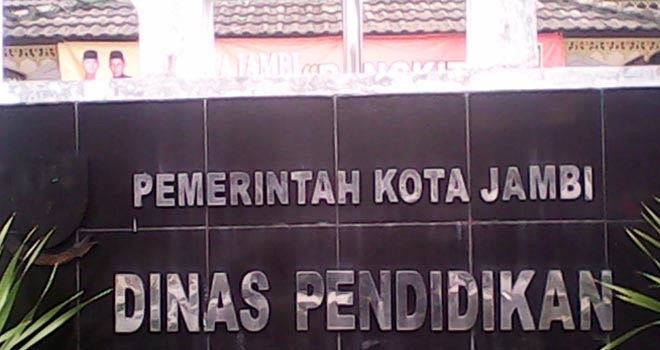 PEMERINTAH KOTA JAMBI
DINAS PENDIDIKAN